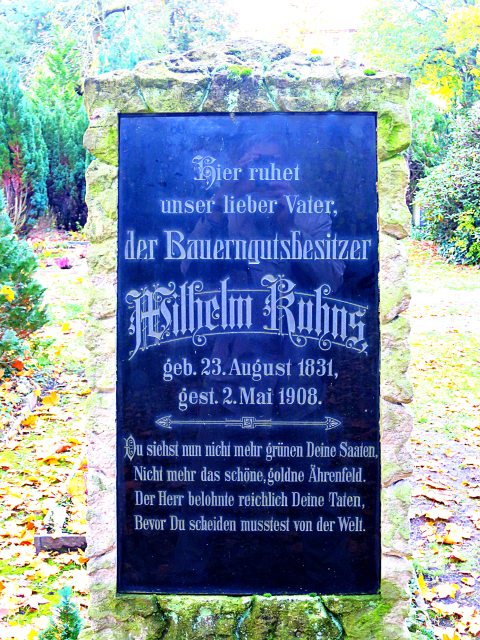 Hier ruhet
unser lieber Vater,
der Bauerngutsbesitzer
Wilhelm Kuhns
geb. 23. August 1831,
gest. 2. Mai 1908.
Du siehst nun nicht mehr grünen Deine Saaten,
Nicht mehr das schöne, goldne Ährenfeld.
Der Herr belohnte reichlich Deine Taten,
Bevor Du scheiden musstest von der Welt.